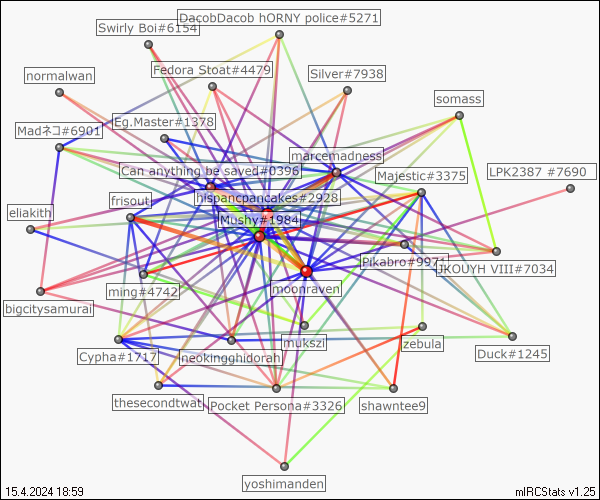 DacobDacob hORNY police#5271
Swirly Boi#6154
Fedora Stoat#4479
Silver#7938
normalwan
somass
Eg.Master#1378
Madネコ#6901
marcemadness
Can anything be saved#0396
Majestic#3375
LPK2387 #7690
frisout
hispancpancakes#2928
eliakith
Mushy#1984
Pikabro#9971
JKOUYH VIII#7034
moonraven
ming#4742
bigcitysamurai
mukszi
zebula
Cypha#1717
neokingghidorah
Duck#1245
thesecondtwat
Pocket Persona#3326
shawntee9
yoshimanden
15.4.2024 18:59
mIRCStats v1.25